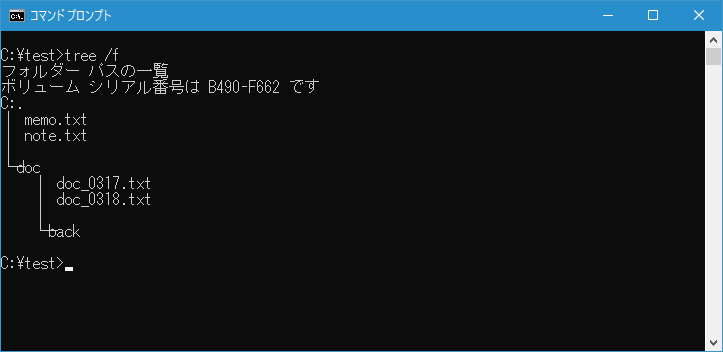 コマンドプロンプト
C:¥test>tree /f
フォルダー パスの一覧
ボリューム シリアル番号は B490-F662 です
C:.
│  memo.txt
│  note.txt
│
└─doc
    │  doc_0317.txt
    │  doc_0318.txt
    │
    └─back
C:¥test>